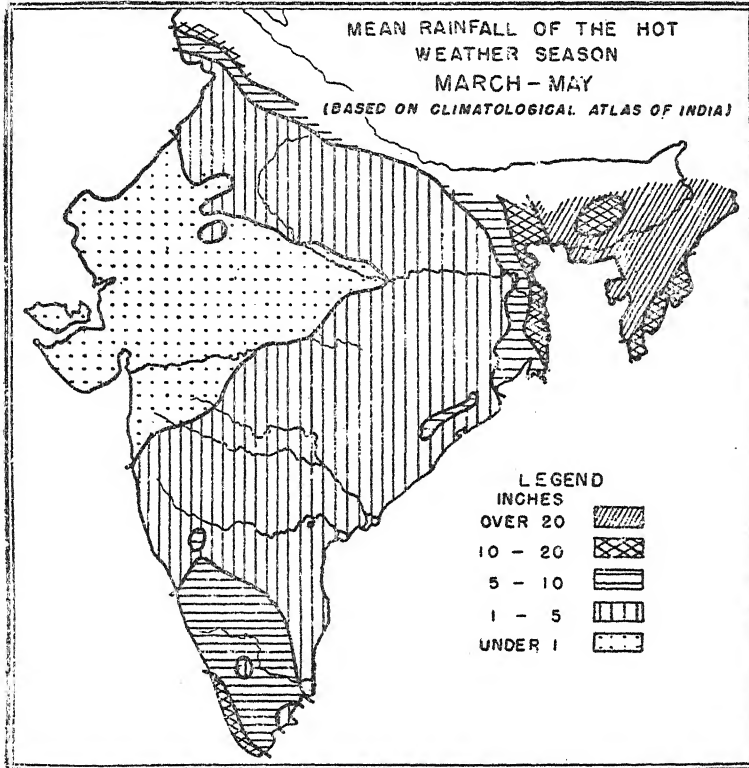 MEAN RAINFALL OF THE HOT
WEATHER SEASON
MARCH - MAY
(BASED ON CLIMATOLOGICAL ATLAS OF INDIA)
LEGEND
INCHES
OVER 20
10 - 20
5 - 10
1 - 5
UNDER 1